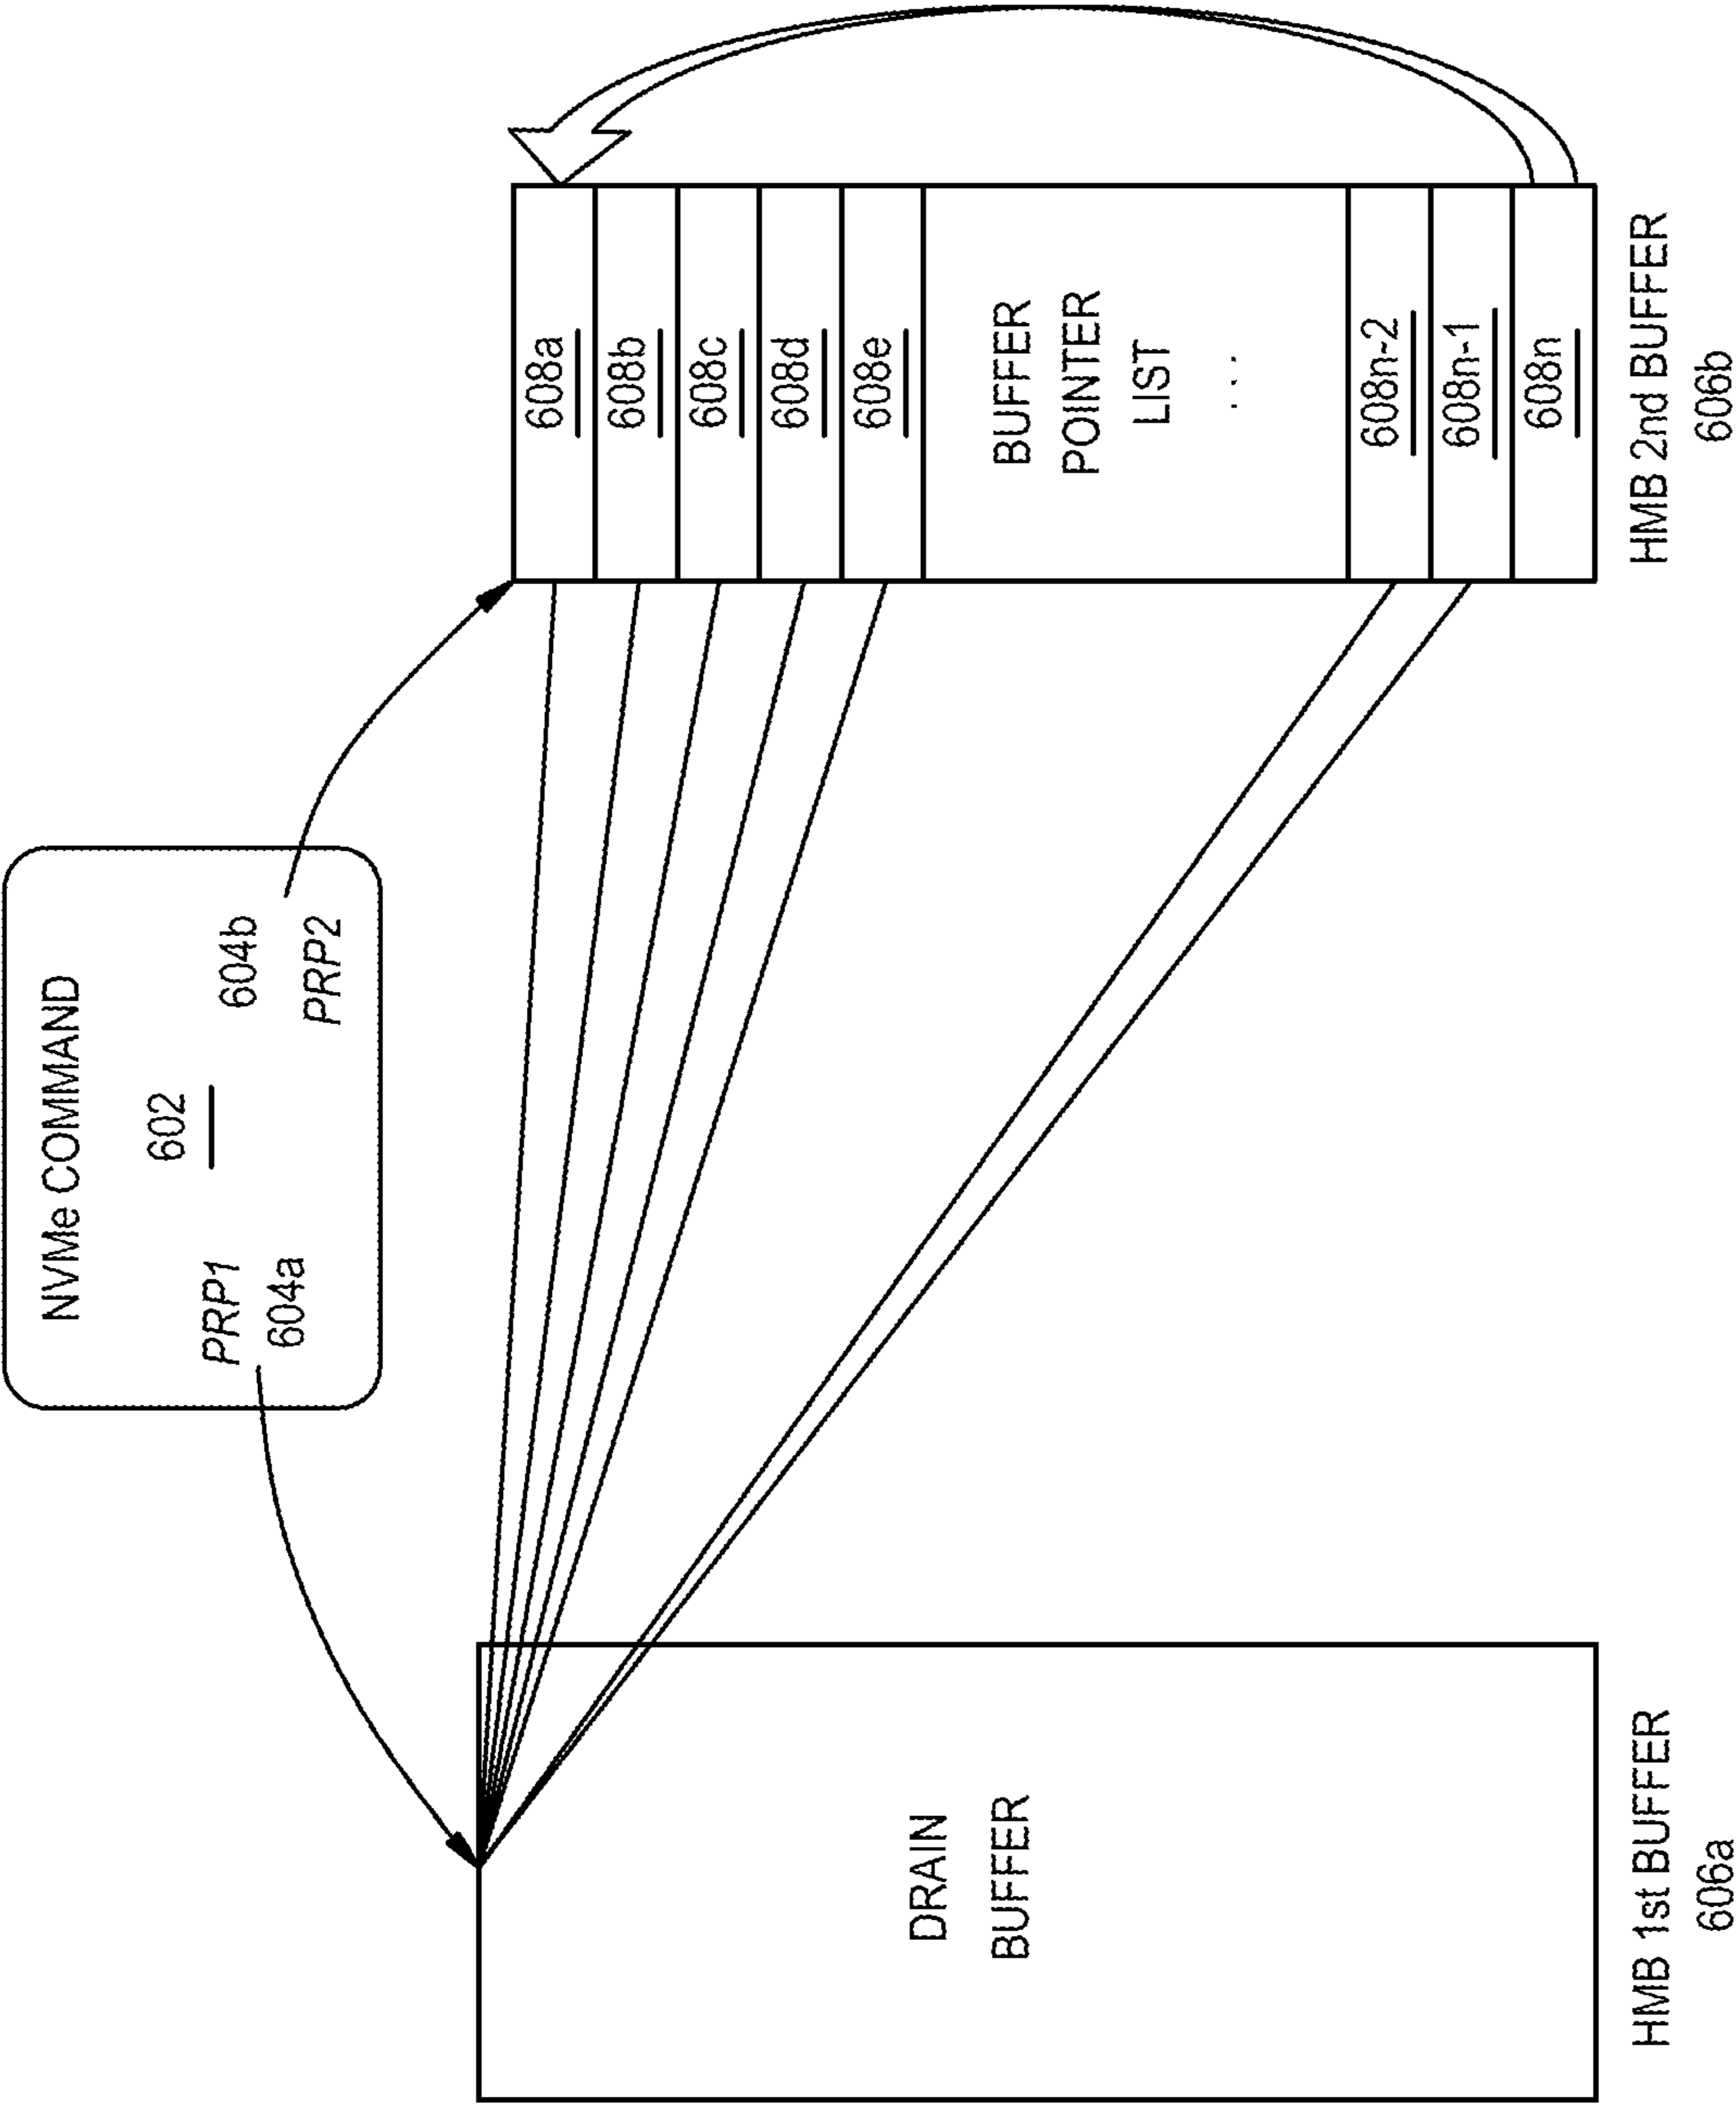 NVMe COMMAND
602
PRP1
604a
604b
PRP2
608a
608b
608c
608d
608e
BUFFER
POINTER
LIST
...
608n-2
608n-1
608n
HMB 2nd BUFFER
606b
DRAIN
BUFFER
HMB 1st BUFFER
606a